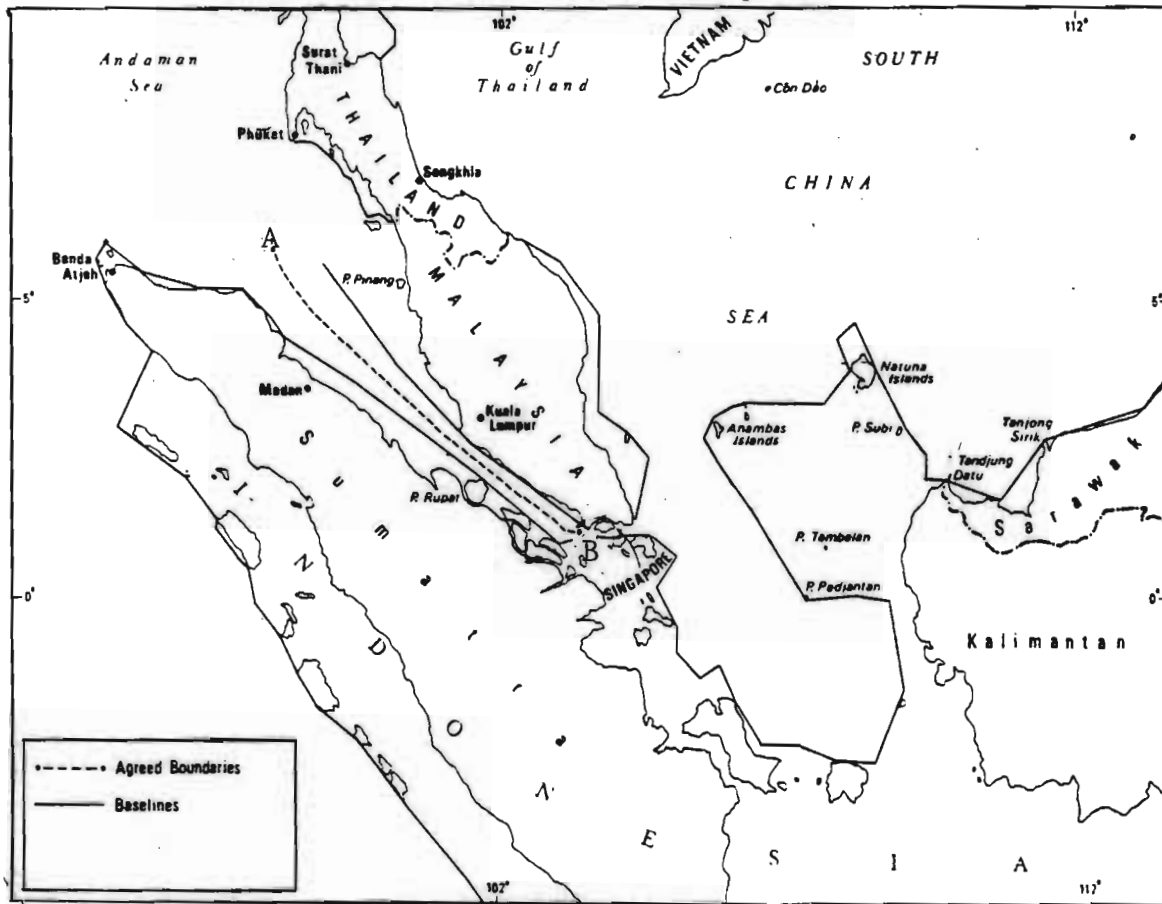 102°
112°
Andaman
Sea
Surat
Thani
Gulf
of
Thailand
VIETNAM
SOUTH
Côn Dảo
Phuket
THAILAND
Songkhla
CHINA
A
Banda
Atjeh
P. Pinang
MALAYSIA
5°
5°
SEA
Natuna
Islands
Medan
Kuala
Lumpur
Anambas
Islands
P. Subi
Tanjong
Sirik
Tandjung
Datu
Sarawak
P. Rupat
Sumatra
B
SINGAPORE
P. Tambelan
P. Pedjantan
0°
0°
Kalimantan
INDONESIA
Agreed Boundaries
Baselines
102°
112°